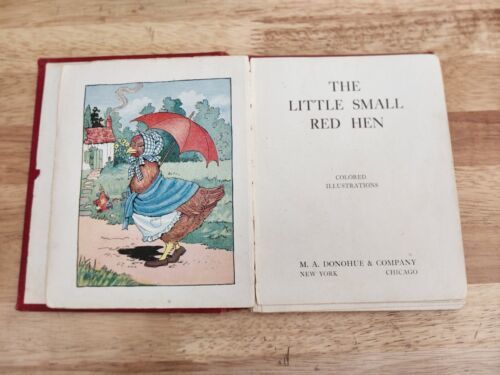 THE
LITTLE SMALL
RED HEN
COLORED
ILLUSTRATIONS
M. A. DONOHUE & COMPANY
NEW YORK CHICAGO